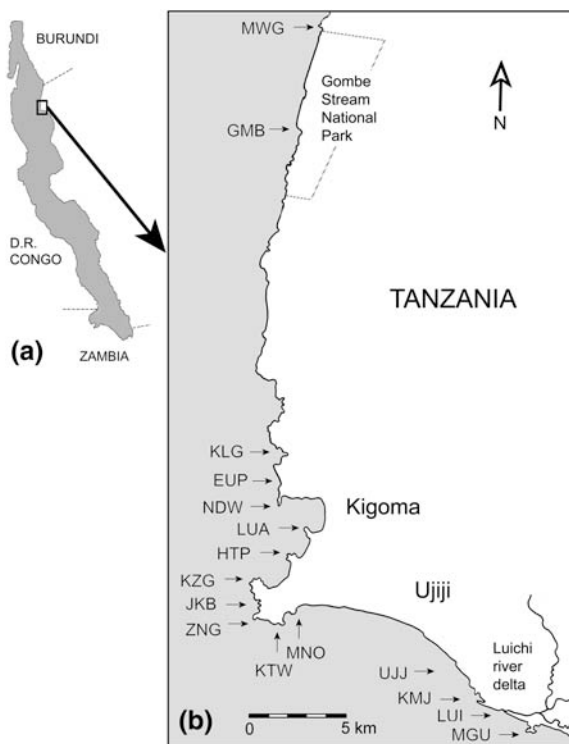 (a)
BURUNDI
D.R.
CONGO
ZAMBIA
MWG
GMB
Gombe
Stream
National
Park
N
TANZANIA
KLG
EUP
NDW
LUA
HTP
KZG
JKB
ZNG
KTW
MNO
Kigoma
Ujiji
Luichi
river
delta
UJJ
KMJ
LUI
MGU
(b)
0
5 km